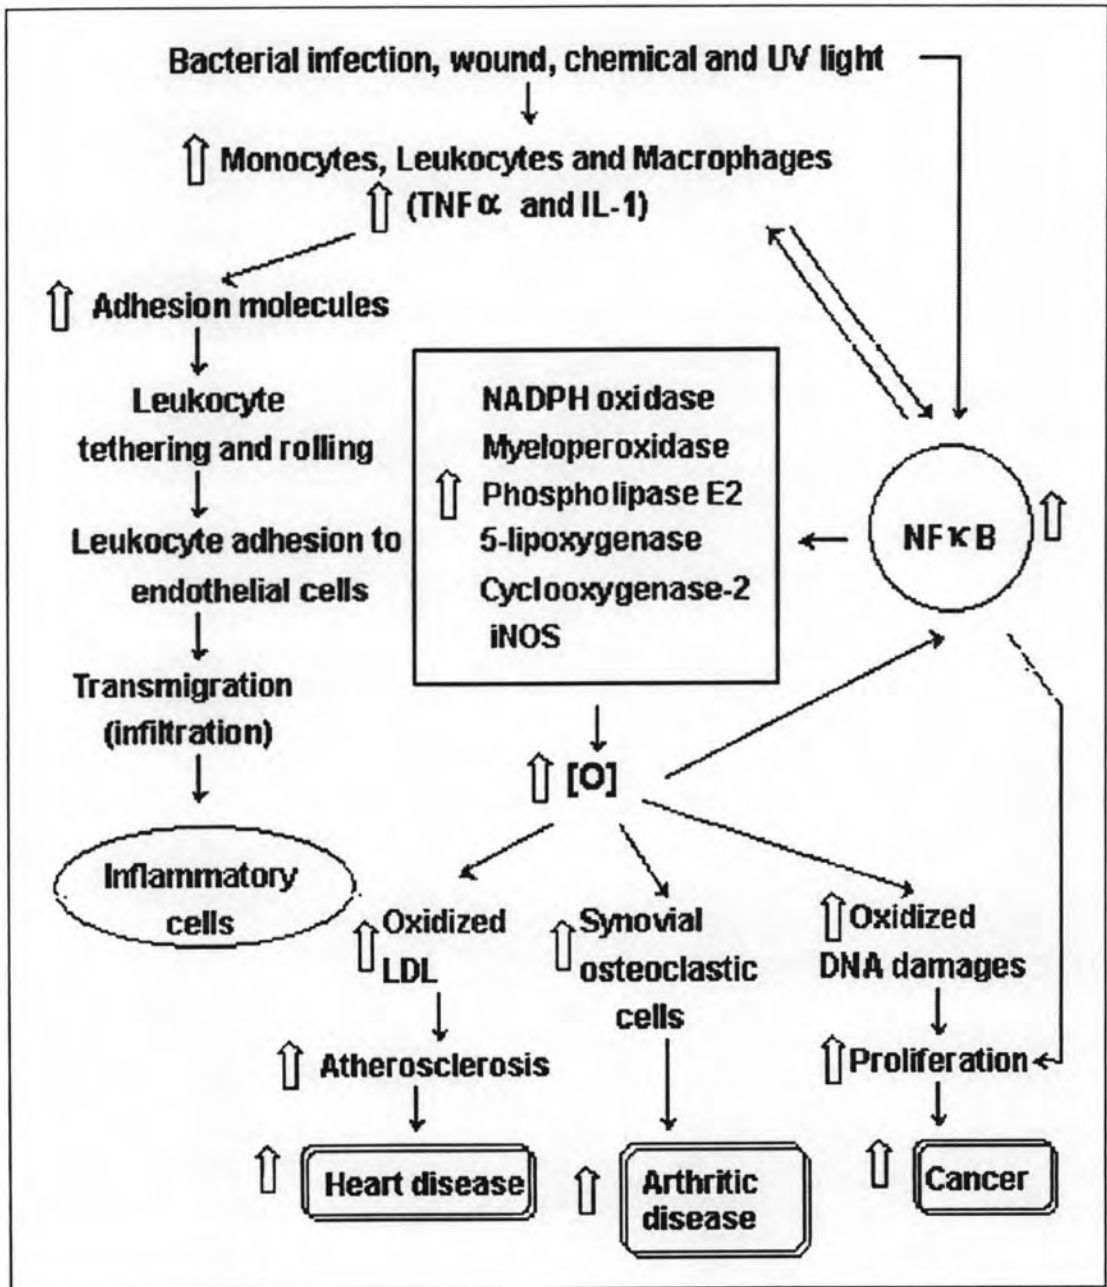 Bacterial infection, wound, chemical and UV light
Monocytes, Leukocytes and Macrophages
(TNFα and IL-1)
Adhesion molecules
Leukocyte
tethering and rolling
Leukocyte adhesion to
endothelial cells
Transmigration
(infiltration)
Inflammatory
cells
NADPH oxidase
Myeloperoxidase
Phospholipase E2
5-lipoxygenase
Cyclooxygenase-2
iNOS
NFκB
[O]
Oxidized
LDL
Atherosclerosis
Heart disease
Synovial
osteoclastic
cells
Arthritic
disease
Oxidized
DNA damages
Proliferation
Cancer